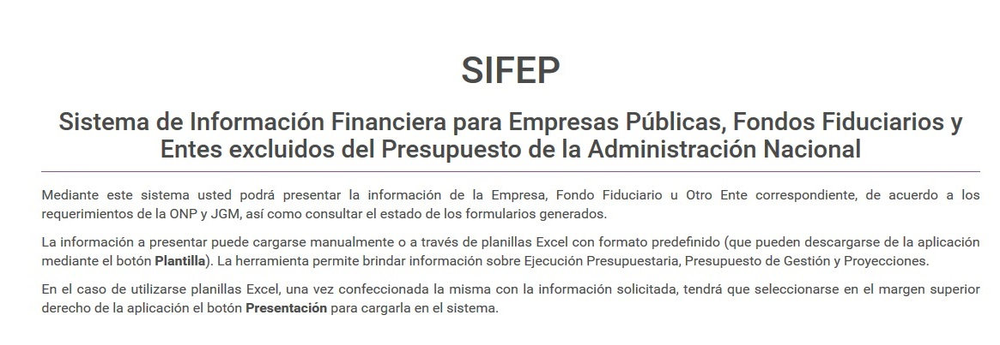 SIFEP
Sistema de Información Financiera para Empresas Públicas, Fondos Fiduciarios y
Entes excluidos del Presupuesto de la Administración Nacional
Mediante este sistema usted podrá presentar la información de la Empresa, Fondo Fiduciario u Otro Ente correspondiente, de acuerdo a los
requerimientos de la ONP y JGM, así como consultar el estado de los formularios generados.
La información a presentar puede cargarse manualmente o a través de planillas Excel con formato predefinido (que pueden descargarse de la aplicación
mediante el botón Plantilla). La herramienta permite brindar información sobre Ejecución Presupuestaria, Presupuesto de Gestión y Proyecciones.
En el caso de utilizarse planillas Excel, una vez confeccionada la misma con la información solicitada, tendrá que seleccionarse en el margen superior
derecho de la aplicación el botón Presentación para cargarla en el sistema.